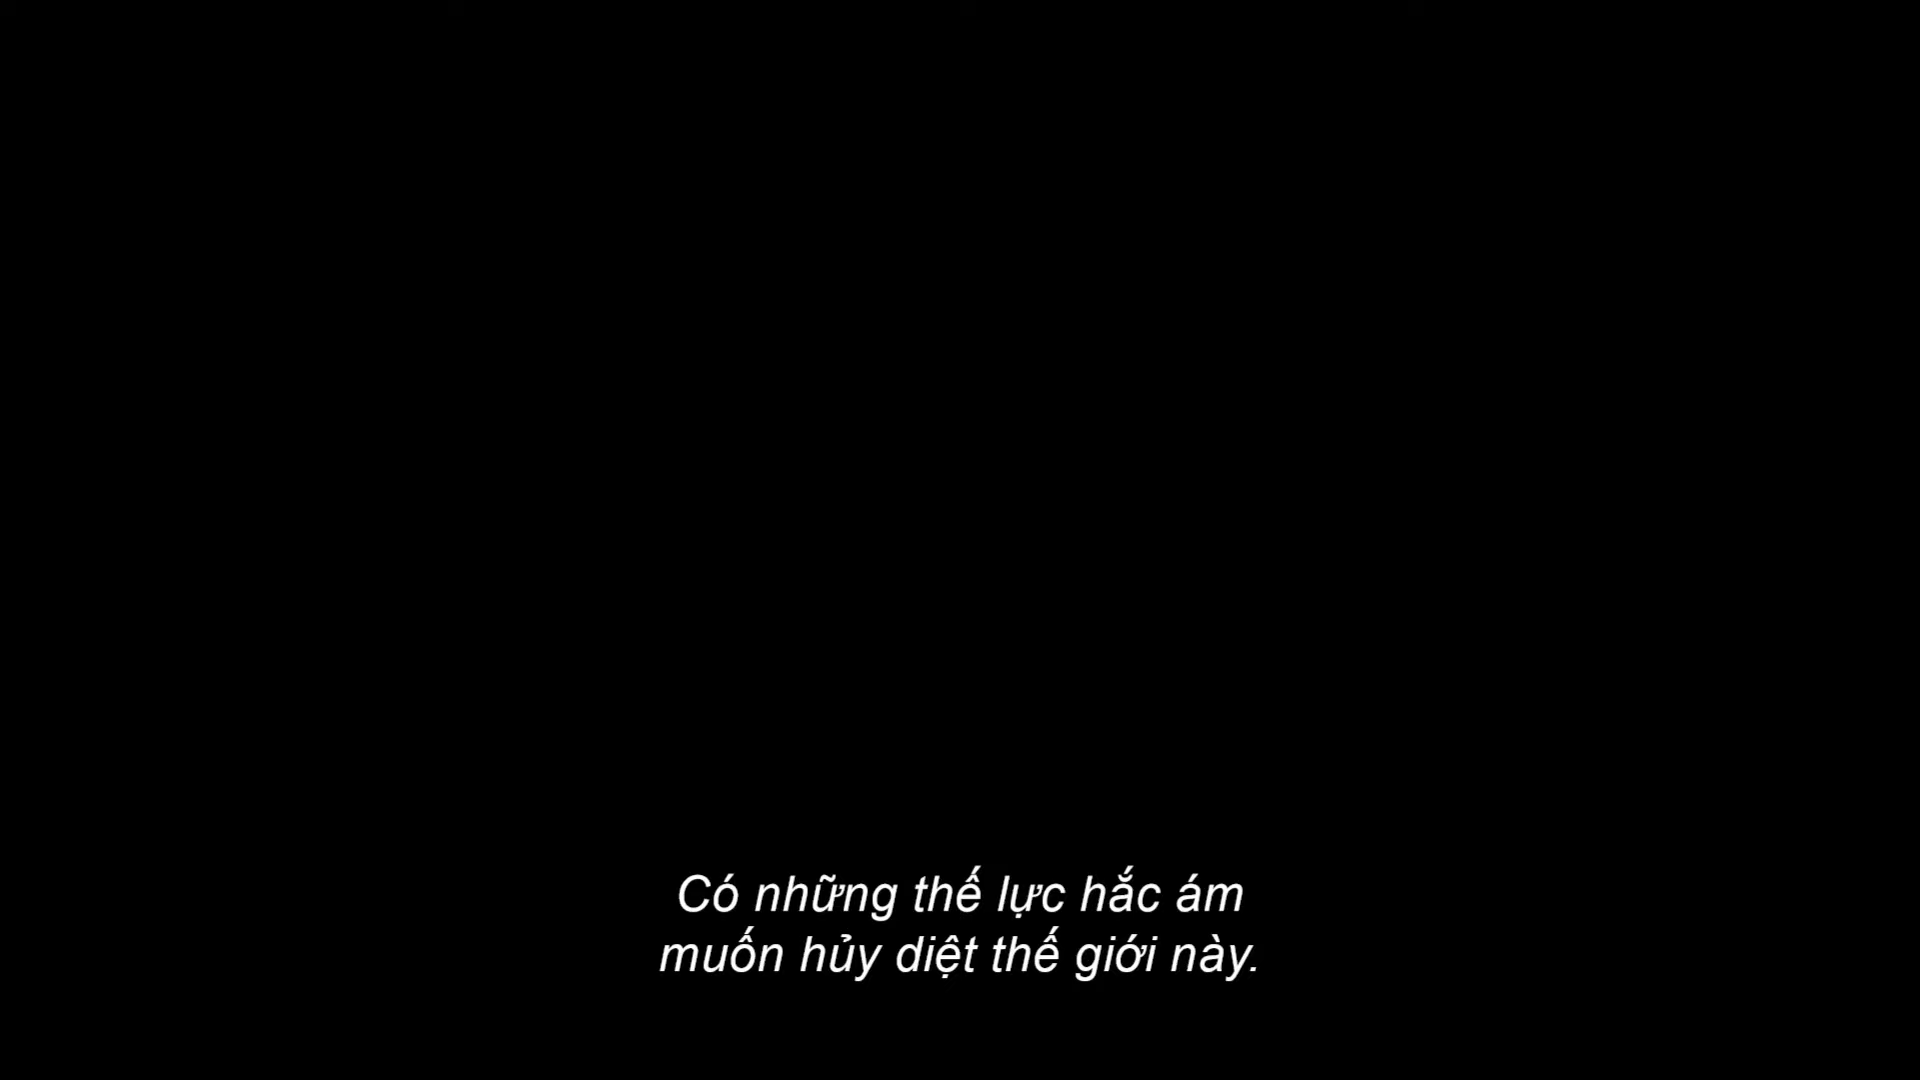 Có những thế lực hắc ám
muốn hủy diệt thế giới này.